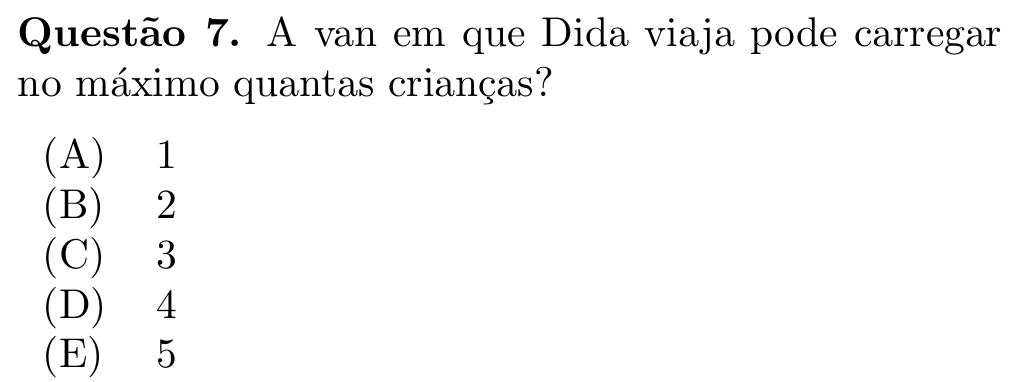 Questão 7. A van em que Dida viaja pode carregar
no máximo quantas crianças?
(A) 1
(B) 2
(C) 3
(D) 4
(E) 5